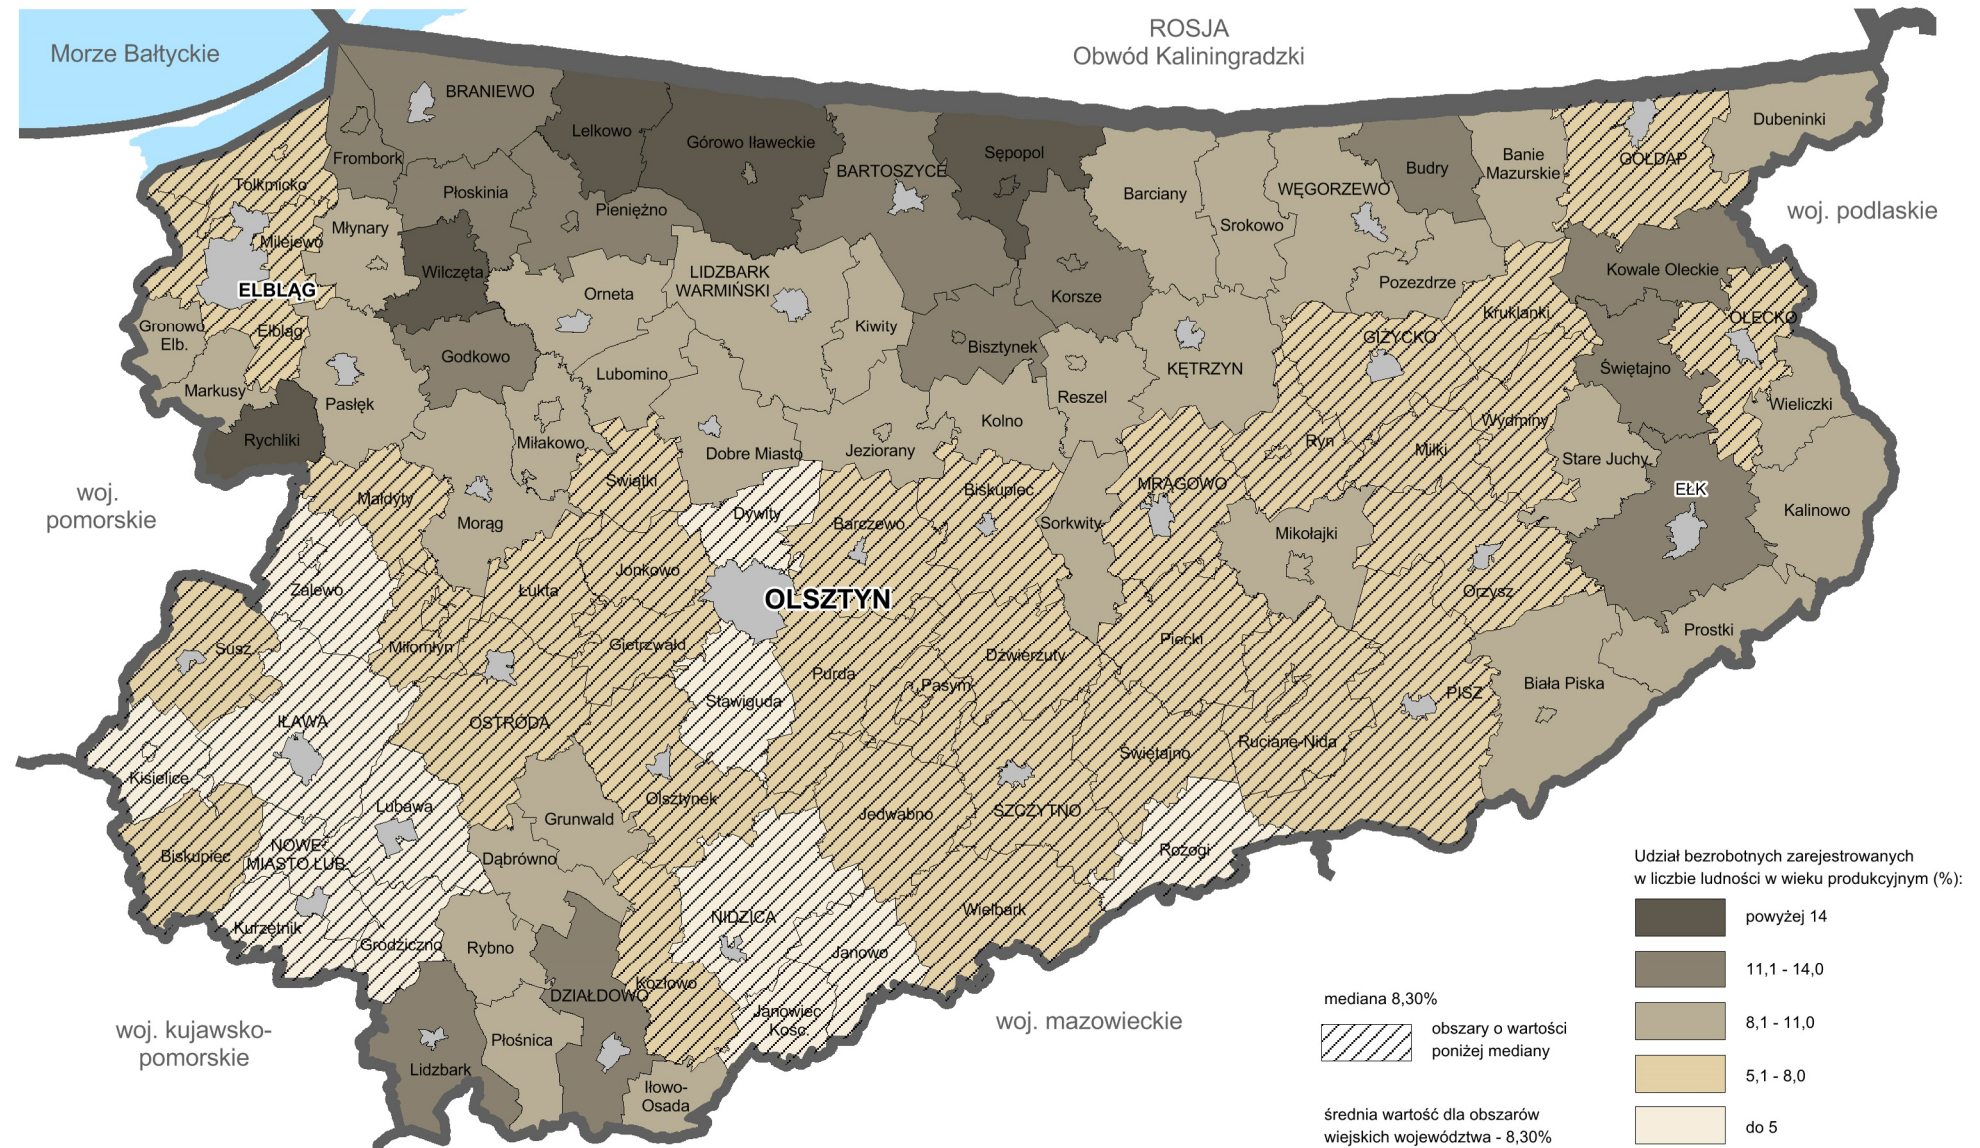 Morze Bałtyckie
ROSJA
Obwód Kaliningradzki
BRANIEWO
Lelkowo
Górowo Iławeckie
Sępopol
Dubeninki
Frombork
BARTOSZYCE
Budry
Banie
Mazurskie
GOŁDAP
Tolkmicko
Płoskinia
Pieniężno
Barciany
WĘGORZEWO
woj. podlaskie
Młynary
Srokowo
Milejewo
Wilczęta
LIDZBARK
WARMIŃSKI
Kowale Oleckie
ELBLĄG
Orneta
Korsze
Pozezdrze
Gronowo
Elb.
Elbląg
Kiwity
Kruklanki
OLECKO
Godkowo
Bisztynek
GIŻYCKO
Markusy
Lubomino
KĘTRZYN
Świętajno
Pasłęk
Reszel
Wieliczki
Rychliki
Miłakowo
Dobre Miasto
Jeziorany
Kolno
Ryn
Miłki
Wydminy
Stare Juchy
woj.
pomorskie
Małdyty
Świątki
Biskupiec
MRĄGOWO
EŁK
Morąg
Dywity
Barczewo
Sorkwity
Mikołajki
Kalinowo
Zalewo
Łukta
Jonkowo
OLSZTYN
Orzysz
Susz
Miłomłyn
Gietrzwałd
Dźwierzuty
Piecki
Prostki
Purda
Pasym
Stawiguda
PISZ
Biała Piska
IŁAWA
OSTRÓDA
Świętajno
Ruciane-Nida
Kisielice
Lubawa
Olsztynek
Jedwabno
SZCZYTNO
Grunwald
Biskupiec
NOWE
MIASTO LUB.
Dąbrówno
Rozogi
Kurzętnik
Grodziczno
Rybno
NIDZICA
Wielbark
Janowo
DZIAŁDOWO
Kozłowo
Janowiec
Kośc.
woj. kujawsko-
pomorskie
Płośnica
Lidzbark
Iłowo-
Osada
woj. mazowieckie
Udział bezrobotnych zarejestrowanych
w liczbie ludności w wieku produkcyjnym (%):
powyżej 14
11,1 - 14,0
8,1 - 11,0
5,1 - 8,0
do 5
mediana 8,30%
obszary o wartości
poniżej mediany
średnia wartość dla obszarów
wiejskich województwa - 8,30%